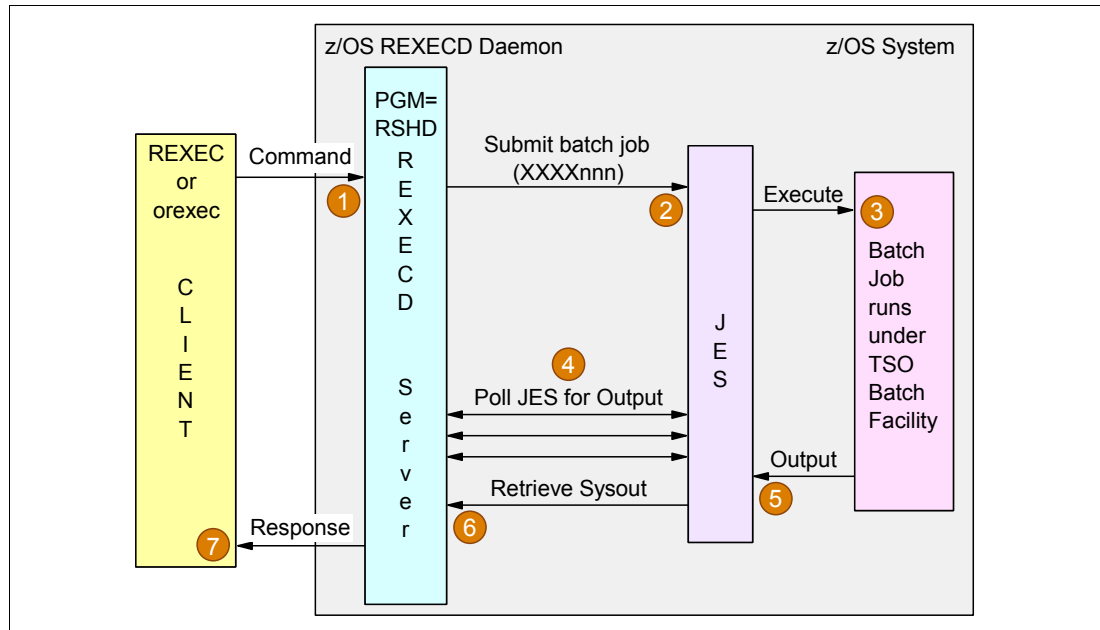 z/OS REXECD Daemon
z/OS System
REXEC
or
orexec
C
L
I
E
N
T
Command
1
PGM=
RSHD
R
E
X
E
C
D
S
e
r
v
e
r
Submit batch job
(XXXXnnn)
2
J
E
S
Execute
3
Batch
Job
runs
under
TSO
Batch
Facility
4
Poll JES for Output
Output
5
Retrieve Sysout
6
Response
7